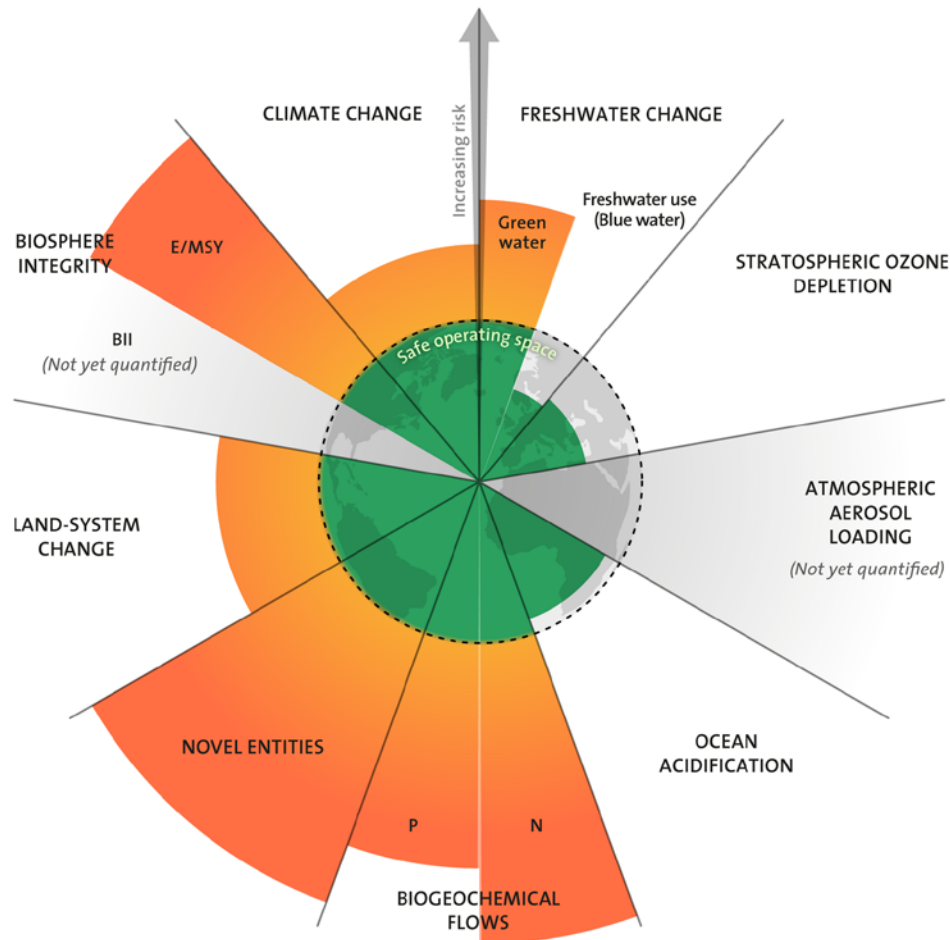 CLIMATE CHANGE
Increasing risk
FRESHWATER CHANGE
Green
water
Freshwater use
(Blue water)
STRATOSPHERIC OZONE
DEPLETION
BIOSPHERE
INTEGRITY
E/MSY
BII
(Not yet quantified)
Safe operating space
ATMOSPHERIC
AEROSOL
LOADING
(Not yet quantified)
LAND-SYSTEM
CHANGE
NOVEL ENTITIES
OCEAN
ACIDIFICATION
P
N
BIOGEOCHEMICAL
FLOWS